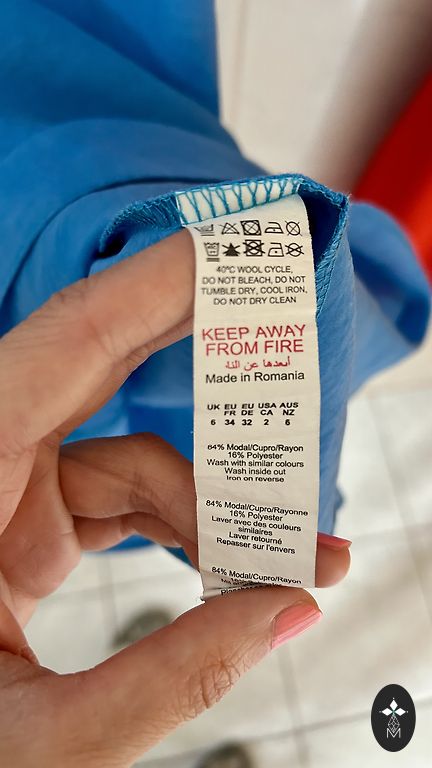 40°C WOOL CYCLE,
DO NOT BLEACH, DO NOT
TUMBLE DRY, COOL IRON,
DO NOT DRY CLEAN
KEEP AWAY
FROM FIRE
أبعدها عن النار
Made in Romania
UK EU EU USA AUS
FR DE CA NZ
6 34 32 2 6
84% Modal/Cupro/Rayon
16% Polyester
Wash with similar colours
Wash inside out
Iron on reverse
84% Modal/Cupro/Rayonne
16% Polyester
Laver avec des couleurs
similaires
Laver retourné
Repasser sur l'envers
84% Modal/Cupro/Rayon
M